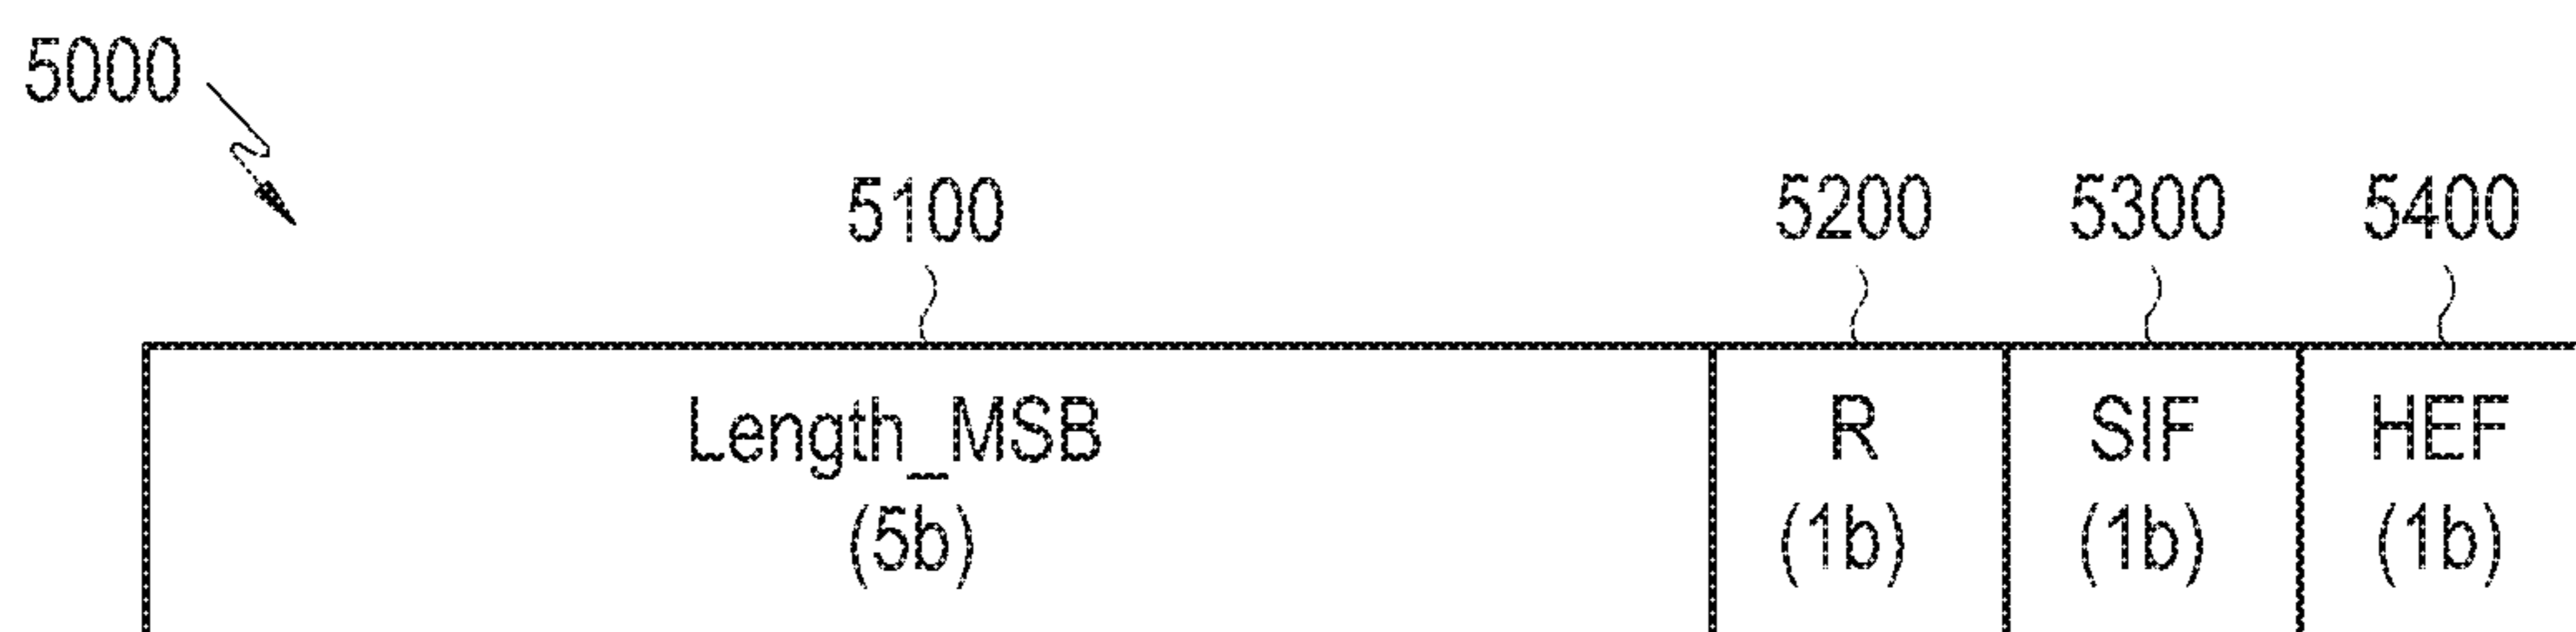 5000
5100 5200 5300 5400
Length_MSB R SIF HEF
(5b) (1b) (1b) (1b)